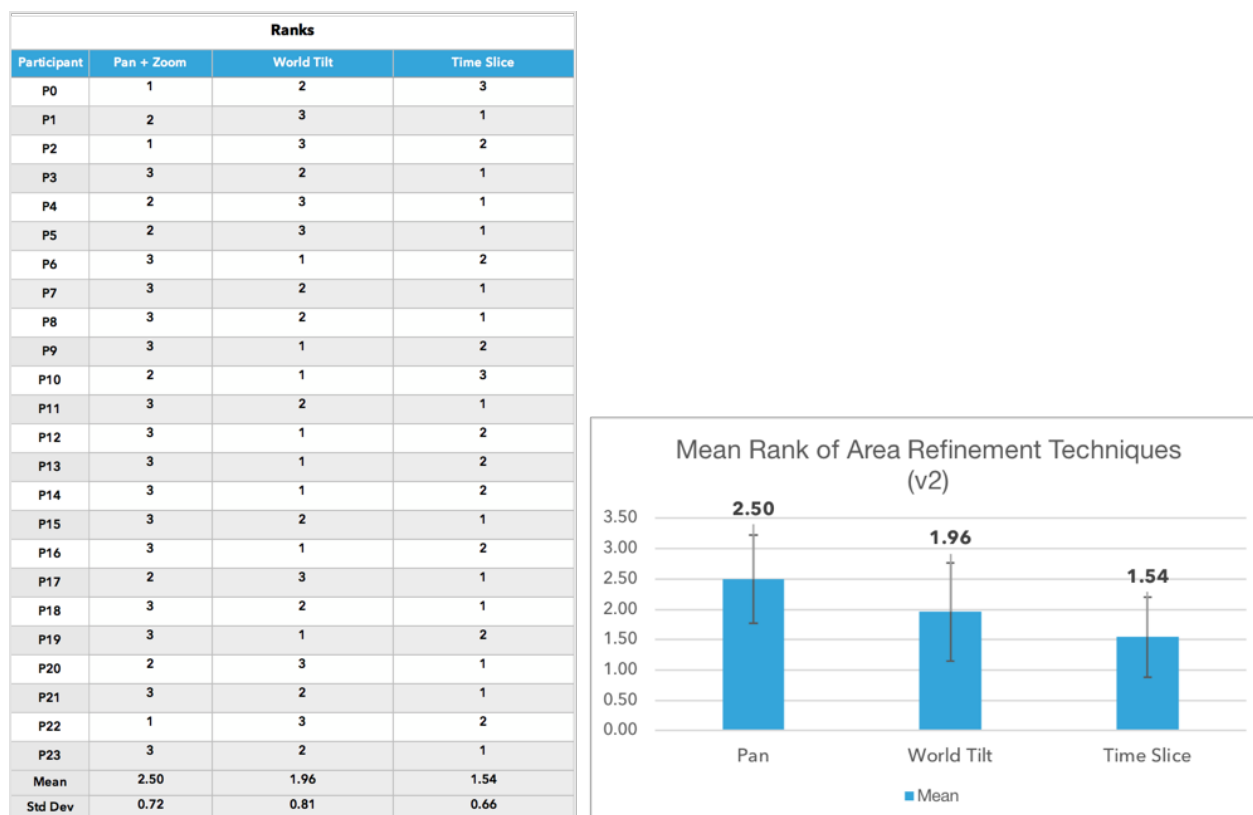 Ranks
Participant Pan + Zoom World Tilt Time Slice
P0 1 2 3
P1 2 3 1
P2 1 3 2
P3 3 2 1
P4 2 3 1
P5 2 3 1
P6 3 1 2
P7 3 2 1
P8 3 2 1
P9 3 1 2
P10 2 1 3
P11 3 2 1
P12 3 1 2
P13 3 1 2
P14 3 1 2
P15 3 2 1
P16 3 1 2
P17 2 3 1
P18 3 2 1
P19 3 1 2
P20 2 3 1
P21 3 2 1
P22 1 3 2
P23 3 2 1
Mean 2.50 1.96 1.54
Std Dev 0.72 0.81 0.66
Mean Rank of Area Refinement Techniques
(v2)
3.50
3.00
2.50
2.00
1.50
1.00
0.50
0.00
2.50
1.96
1.54
Pan World Tilt Time Slice
Mean